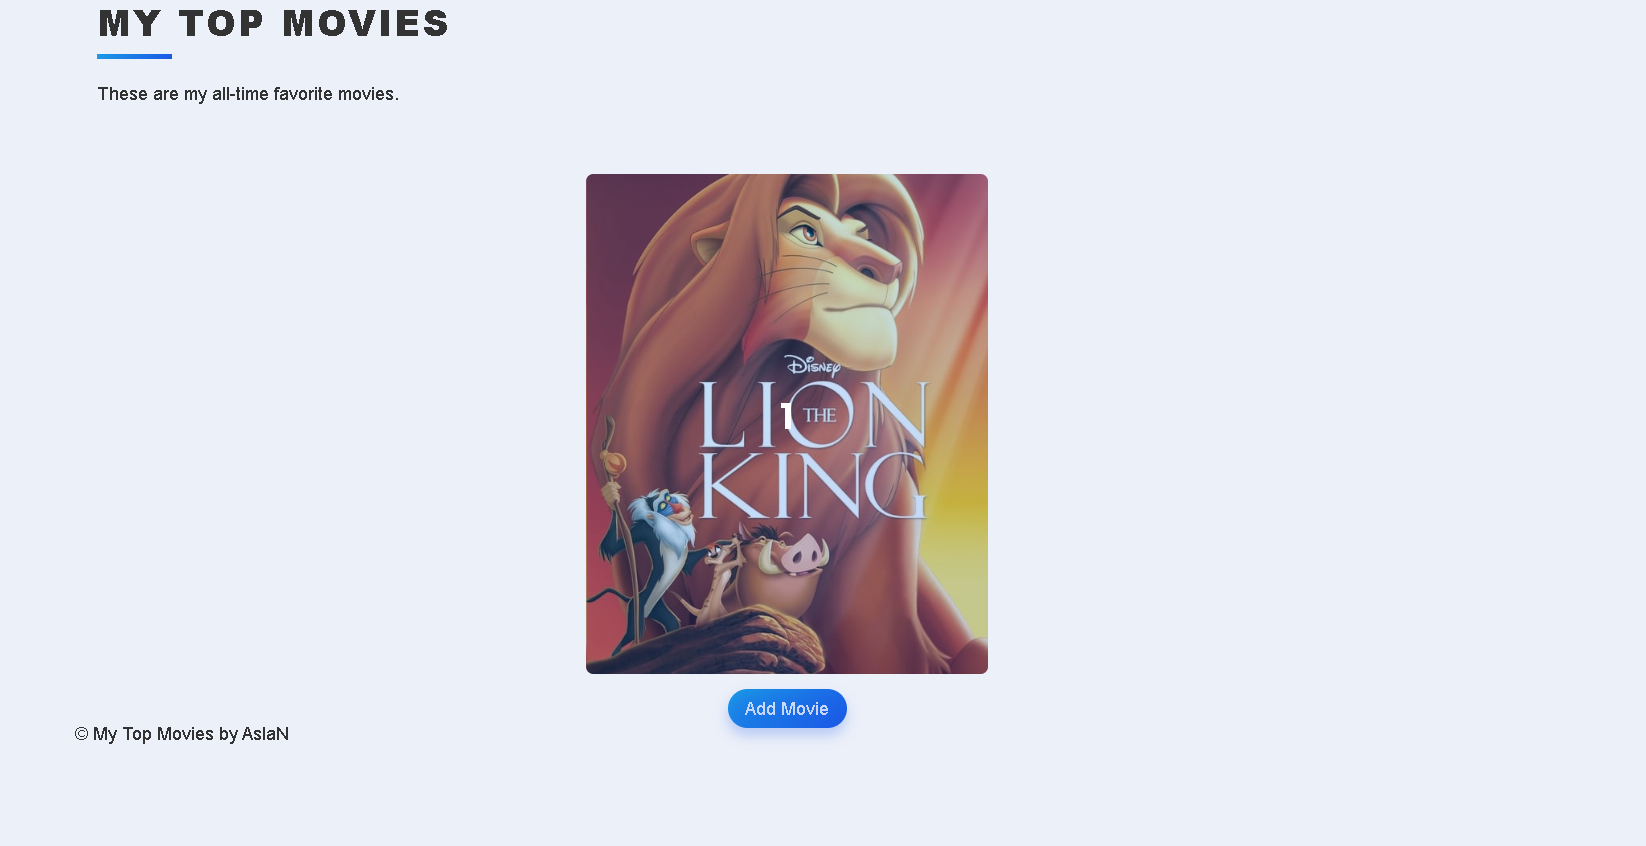 MY TOP MOVIES
These are my all-time favorite movies.
Disney
THE
LION
KING
1
Add Movie
© My Top Movies by AslaN